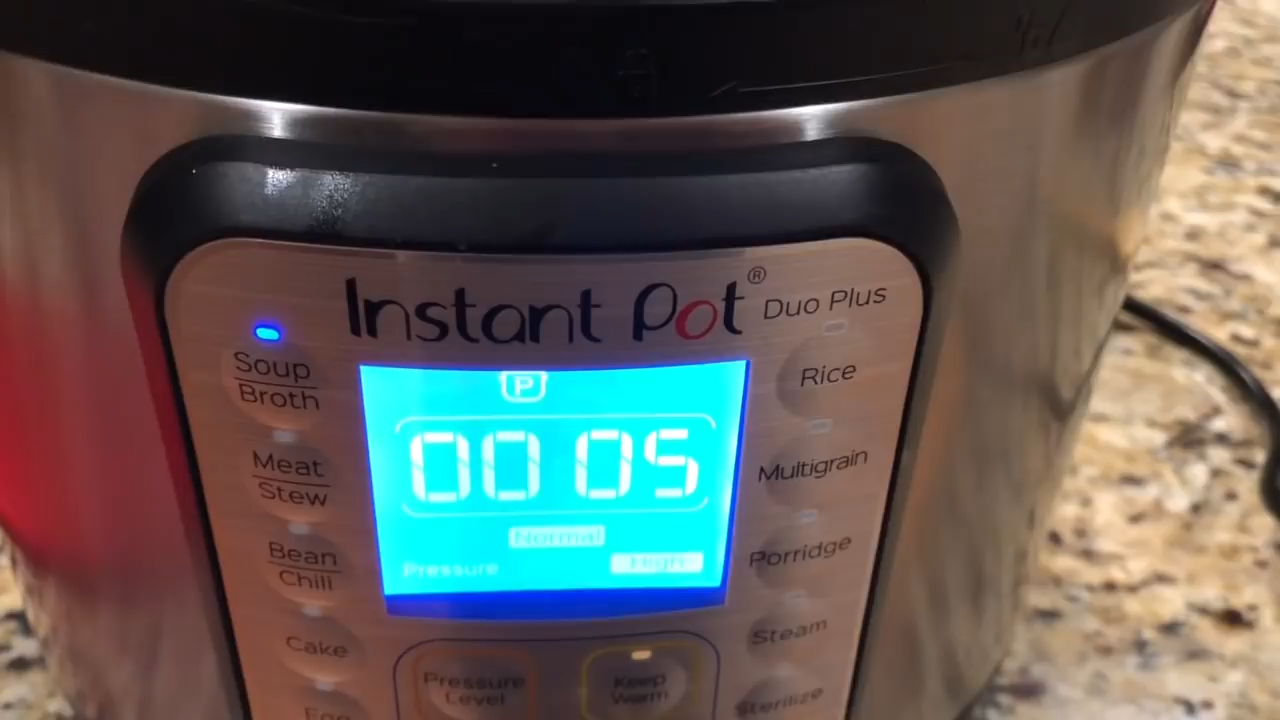 Instant Pot® Duo Plus
Soup
Broth
Meat
Stew
Bean
Chili
Cake
Egg
P
00 05
Normal
Pressure
High
Pressure
Level
Keep
Warm
Rice
Multigrain
Porridge
Steam
Sterilize